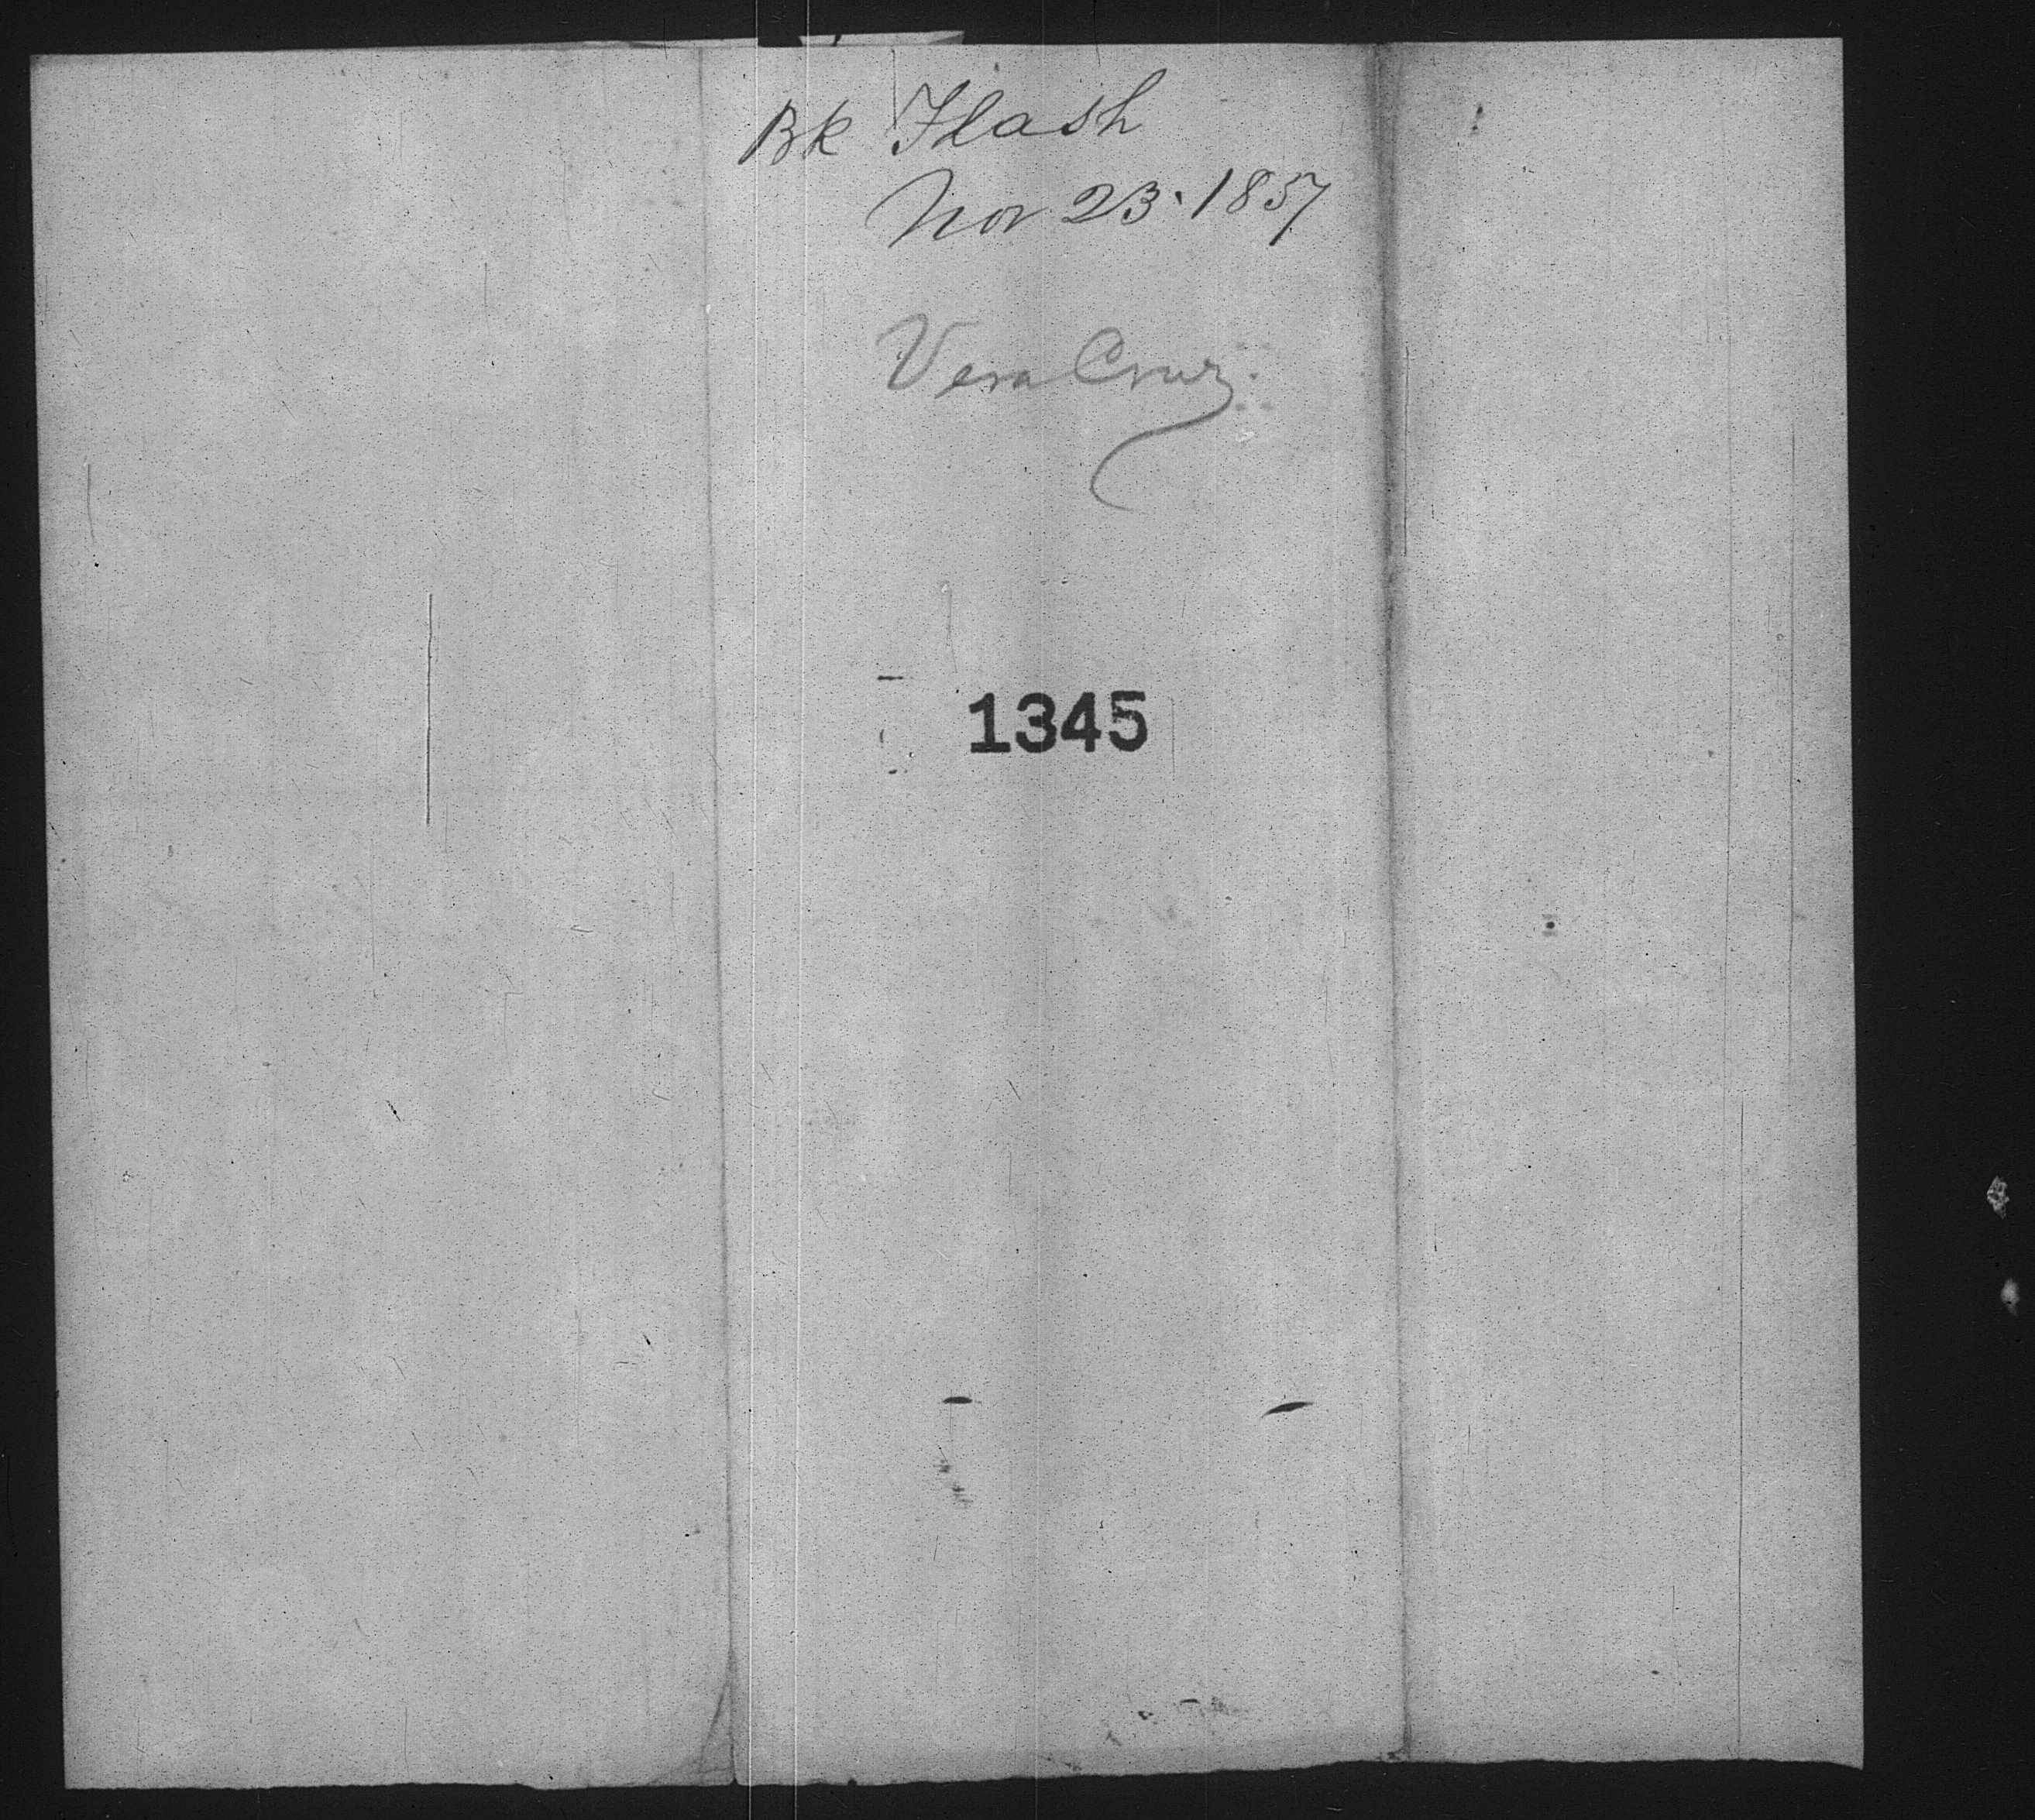 Bk Flash
Nov 23 · 1857
Vera Cruz.
1345